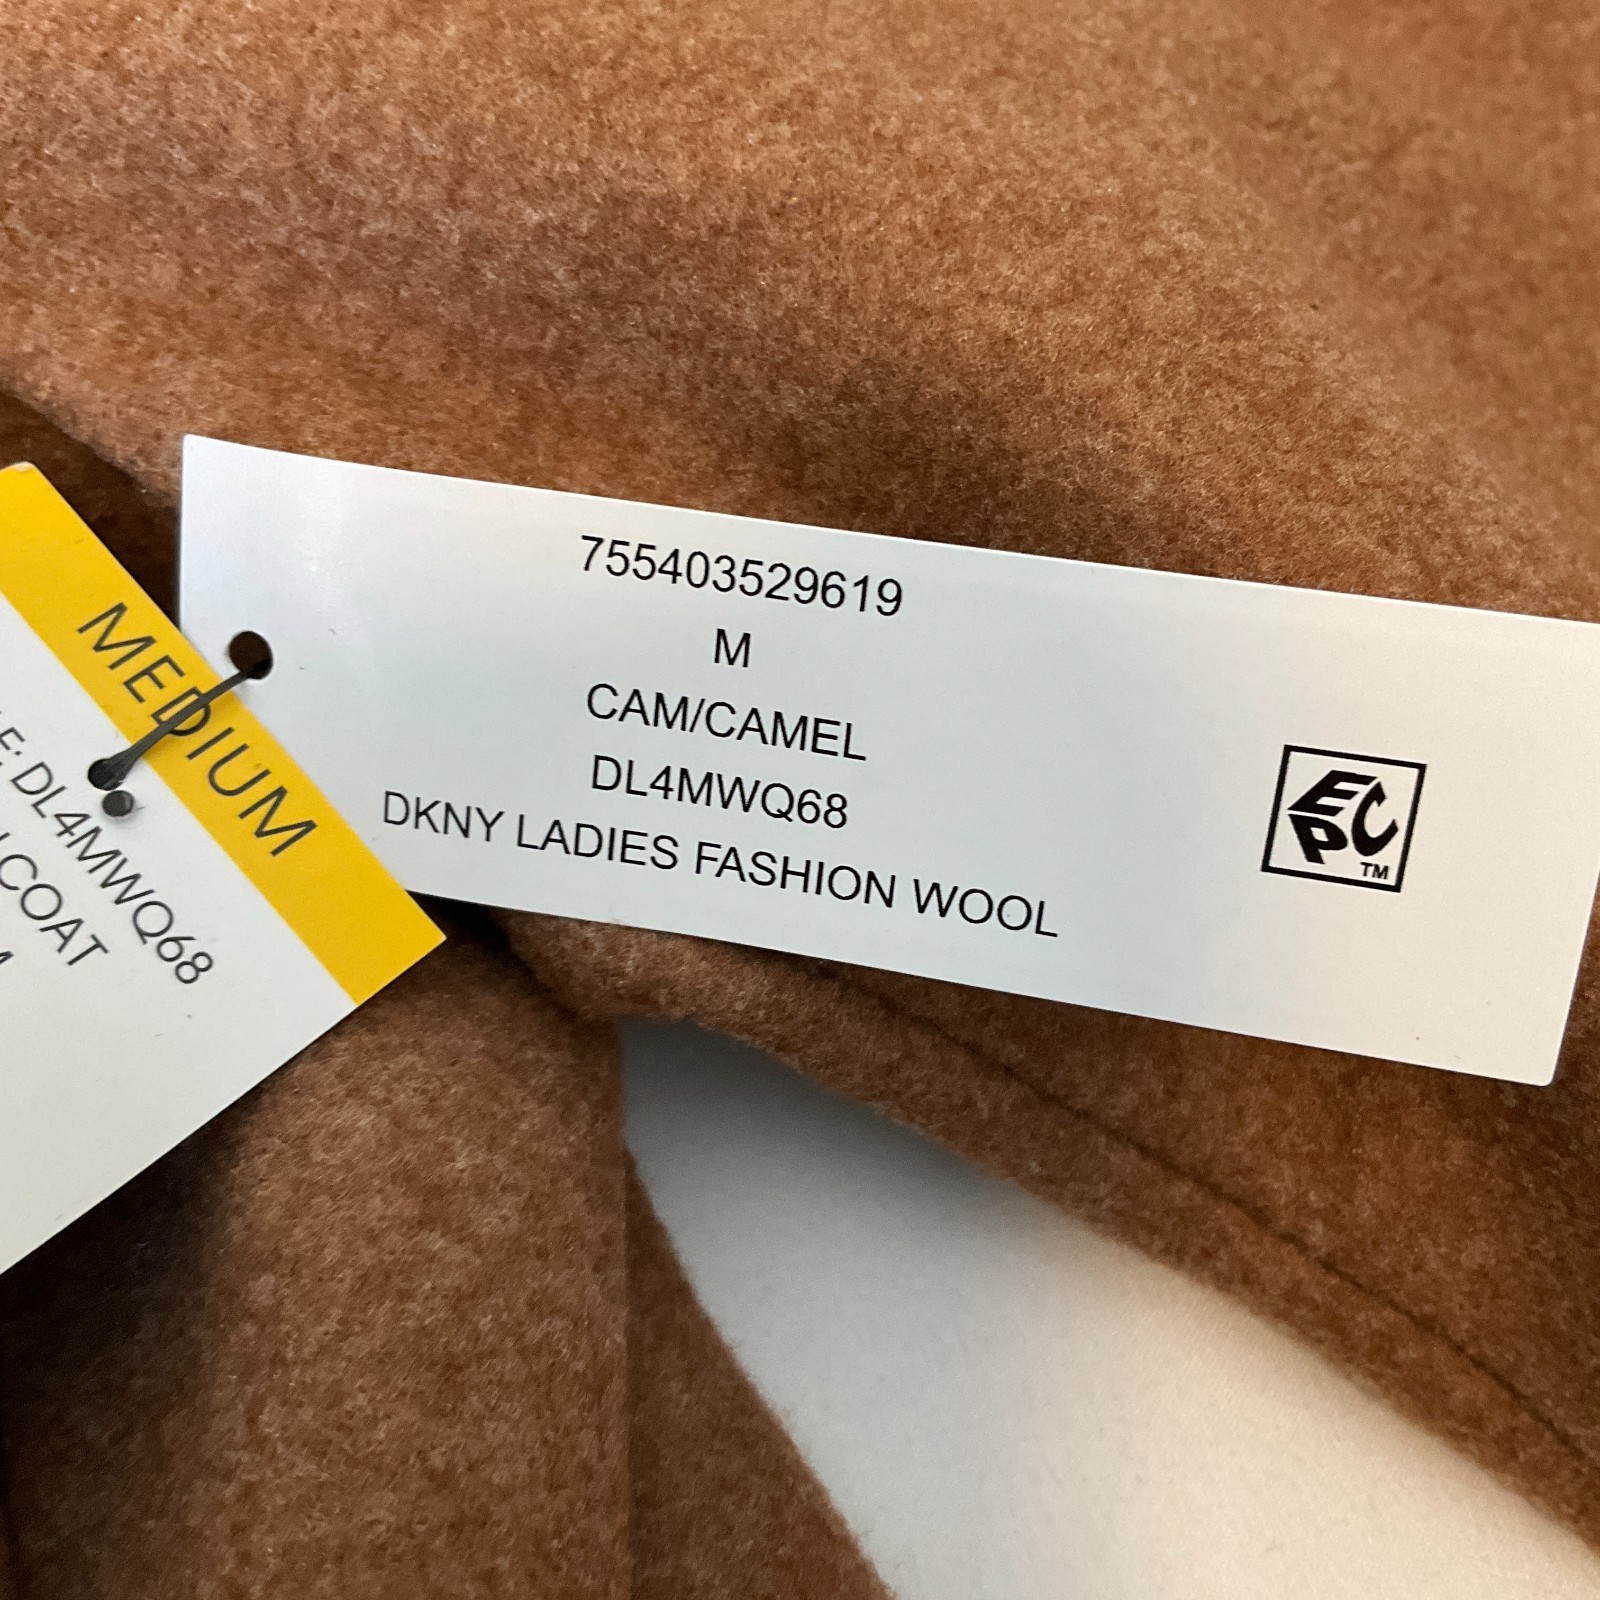 755403529619
M
CAM/CAMEL
DL4MWQ68
DKNY LADIES FASHION WOOL
EPC
TM
MEDIUM
E: DL4MWQ68
COAT